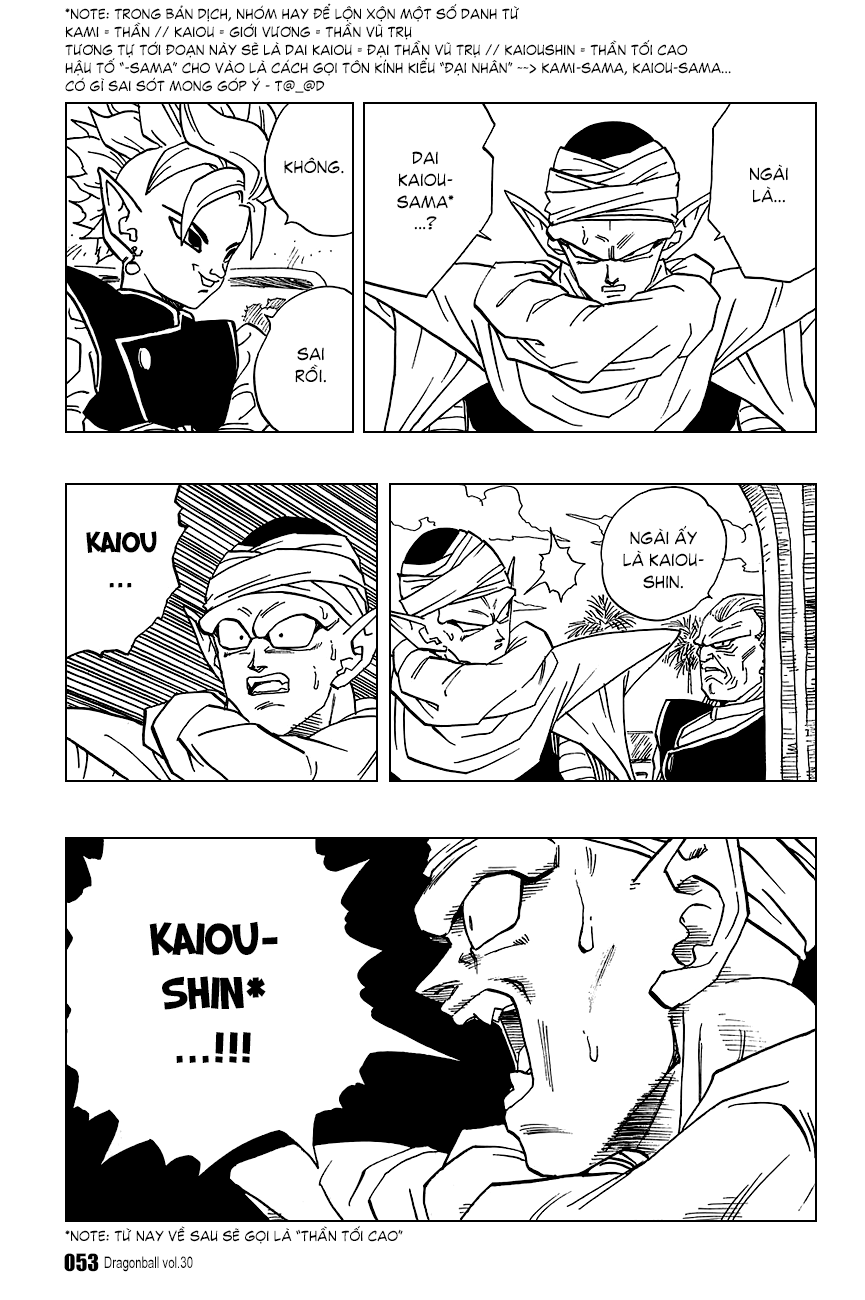 *NOTE: TRONG BẢN DỊCH, NHÓM HAY ĐỂ LỘN XỘN MỘT SỐ DANH TỪ
KAMI = THẦN // KAIOU = GIỚI VƯƠNG = THẦN VŨ TRỤ
TƯƠNG TỰ TỚI ĐOẠN NÀY SẼ LÀ DAI KAIOU = ĐẠI THẦN VŨ TRỤ // KAIOUSHIN = THẦN TỐI CAO
HẬU TỐ "-SAMA" CHO VÀO LÀ CÁCH GỌI TÔN KÍNH KIỂU "ĐẠI NHÂN" ~~> KAMI-SAMA, KAIOU-SAMA...
CÓ GÌ SAI SÓT MONG GÓP Ý - T@_@D
NGÀI
LÀ...
DAI
KAIOU-
SAMA*
...?
KHÔNG.
SAI
RỒI.
NGÀI ẤY
LÀ KAIOU-
SHIN.
KAIOU
...
KAIOU-
SHIN*
...!!!
*NOTE: TỪ NAY VỀ SAU SẼ GỌI LÀ "THẦN TỐI CAO"
053 Dragonball vol.30